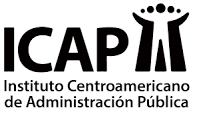 ICAP
Instituto Centroamericano
de Administración Pública